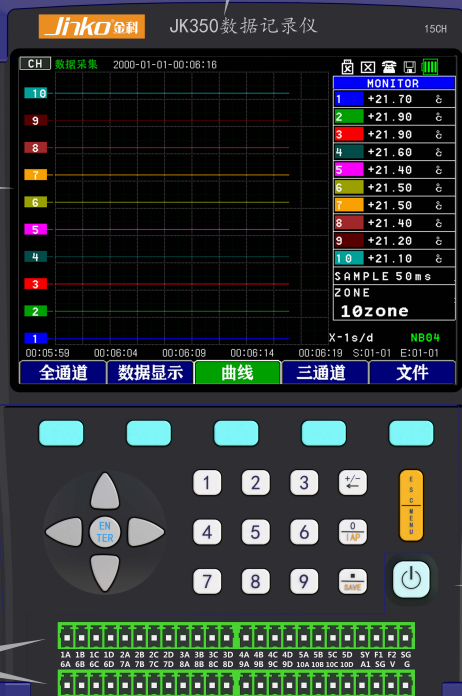 Jinko金科 JK350数据记录仪 15CH
CH 数据采集 2000-01-01-00:06:16
MONITOR
1 +21.70 ℃
2 +21.90 ℃
3 +21.90 ℃
4 +21.60 ℃
5 +21.40 ℃
6 +21.50 ℃
7 +21.50 ℃
8 +21.40 ℃
9 +21.20 ℃
10 +21.10 ℃
SAMPLE 50ms
ZONE
10zone
10
9
8
7
6
5
4
3
2
1
X-1s/d NB04
00:05:59 00:06:04 00:06:09 00:06:14 00:06:19 S:01-01 E:01-01
全通道 数据显示 曲线 三通道 文件
1 2 3 +/- ←
ESC MENU
ENTER
4 5 6 0 IAP
7 8 9 . SAVE
1A 1B 1C 1D 2A 2B 2C 2D 3A 3B 3C 3D 4A 4B 4C 4D 5A 5B 5C 5D SY F1 F2 SG
6A 6B 6C 6D 7A 7B 7C 7D 8A 8B 8C 8D 9A 9B 9C 9D 10A 10B 10C 10D A1 SG V G